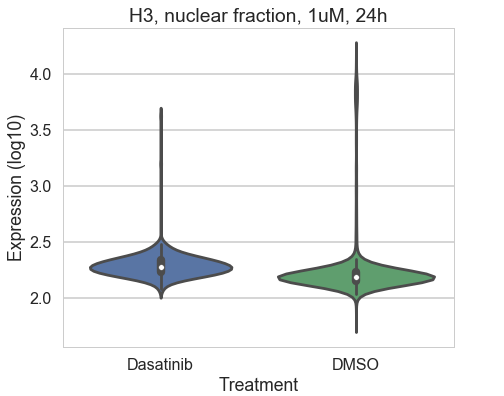 H3, nuclear fraction, 1uM, 24h
Expression (log10)
4.0
3.5
3.0
2.5
2.0
Dasatinib DMSO
Treatment